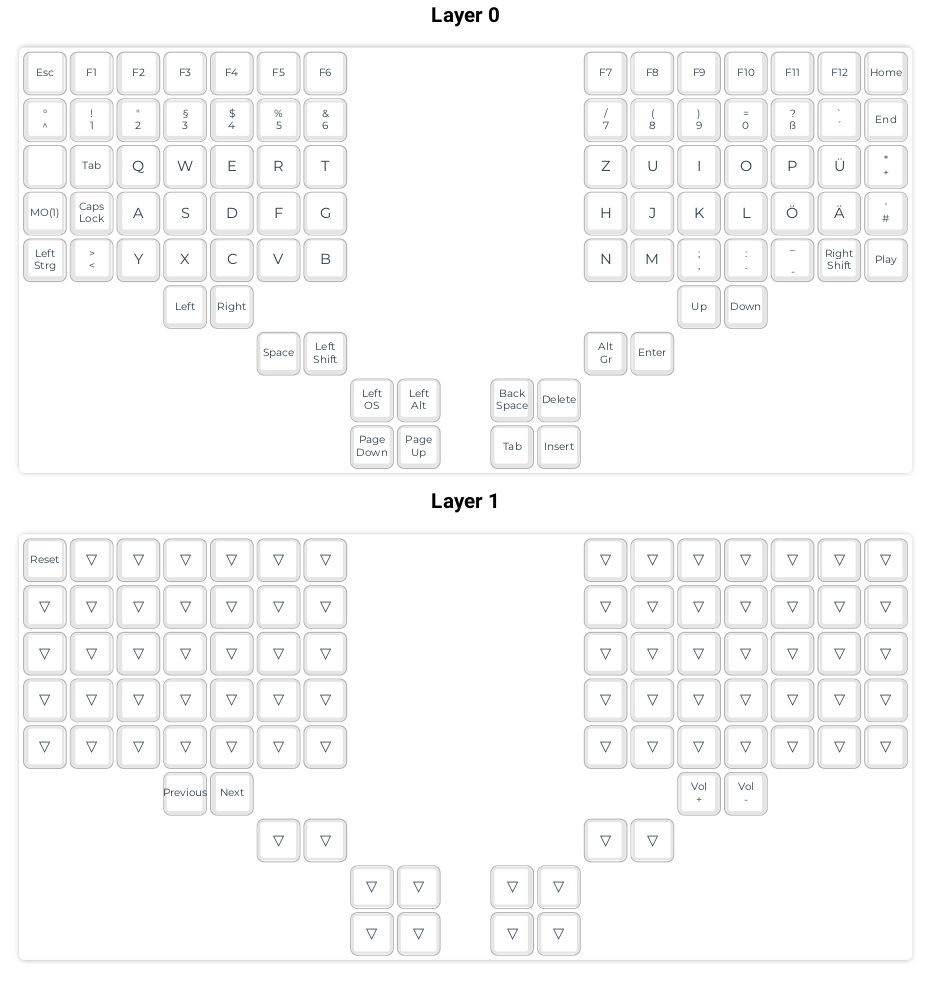 Layer 0
Esc F1 F2 F3 F4 F5 F6 F7 F8 F9 F10 F11 F12 Home
° ! " § $ % & / ( ) = ? ` End
^ 1 2 3 4 5 6 7 8 9 0 ß ´
Tab Q W E R T Z U I O P Ü * +
MO(1) Caps Lock A S D F G H J K L Ö Ä ' #
Left Strg > < Y X C V B N M ; , : . _ - Right Shift Play
Left Right Up Down
Space Left Shift Alt Gr Enter
Left OS Left Alt Back Space Delete
Page Down Page Up Tab Insert
Layer 1
Reset ▽ ▽ ▽ ▽ ▽ ▽ ▽ ▽ ▽ ▽ ▽ ▽ ▽
▽ ▽ ▽ ▽ ▽ ▽ ▽ ▽ ▽ ▽ ▽ ▽ ▽ ▽
▽ ▽ ▽ ▽ ▽ ▽ ▽ ▽ ▽ ▽ ▽ ▽ ▽ ▽
▽ ▽ ▽ ▽ ▽ ▽ ▽ ▽ ▽ ▽ ▽ ▽ ▽ ▽
▽ ▽ ▽ ▽ ▽ ▽ ▽ ▽ ▽ ▽ ▽ ▽ ▽ ▽
Previous Next Vol + Vol -
▽ ▽ ▽ ▽
▽ ▽ ▽ ▽
▽ ▽ ▽ ▽